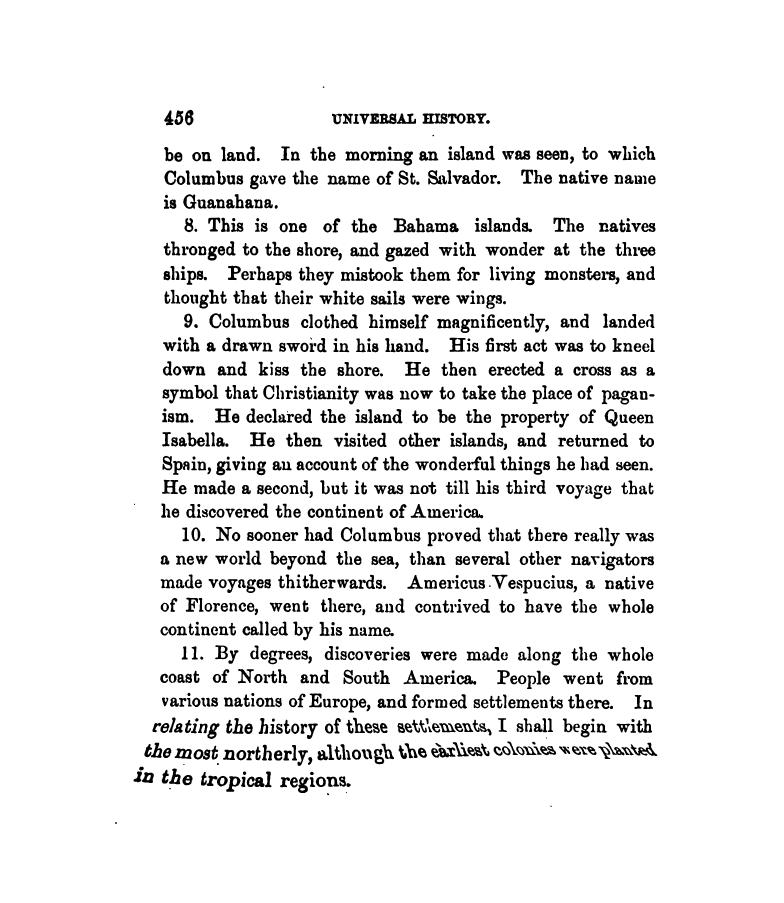 456 UNIVERSAL HISTORY.
be on land. In the morning an island was seen, to which
Columbus gave the name of St. Salvador. The native name
is Guanahana.
8. This is one of the Bahama islands. The natives
thronged to the shore, and gazed with wonder at the three
ships. Perhaps they mistook them for living monsters, and
thought that their white sails were wings.
9. Columbus clothed himself magnificently, and landed
with a drawn sword in his hand. His first act was to kneel
down and kiss the shore. He then erected a cross as a
symbol that Christianity was now to take the place of pagan-
ism. He declared the island to be the property of Queen
Isabella. He then visited other islands, and returned to
Spain, giving an account of the wonderful things he had seen.
He made a second, but it was not till his third voyage that
he discovered the continent of America.
10. No sooner had Columbus proved that there really was
a new world beyond the sea, than several other navigators
made voyages thitherwards. Americus Vespucius, a native
of Florence, went there, and contrived to have the whole
continent called by his name.
11. By degrees, discoveries were made along the whole
coast of North and South America. People went from
various nations of Europe, and formed settlements there. In
relating the history of these settlements, I shall begin with
the most northerly, although the earliest colonies were planted
in the tropical regions.